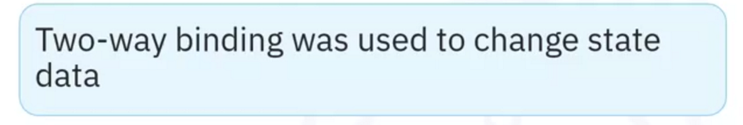 Two-way binding was used to change state
data